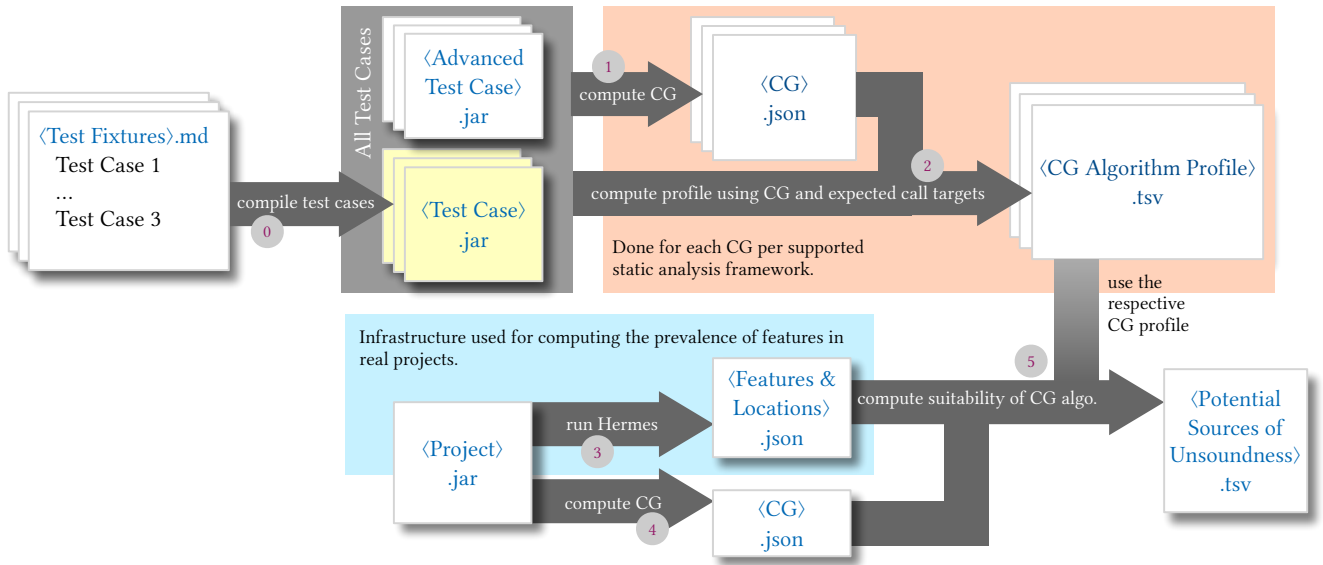 〈Test Fixtures〉.md
Test Case 1
...
Test Case 3
compile test cases
0
All Test Cases
〈Advanced
Test Case〉
.jar
〈Test Case〉
.jar
1
compute CG
〈CG〉
.json
2
compute profile using CG and expected call targets
Done for each CG per supported
static analysis framework.
〈CG Algorithm Profile〉
.tsv
use the
respective
CG profile
Infrastructure used for computing the prevalence of features in
real projects.
〈Project〉
.jar
run Hermes
3
〈Features &
Locations〉
.json
compute CG
4
〈CG〉
.json
5
compute suitability of CG algo.
〈Potential
Sources of
Unsoundness〉
.tsv